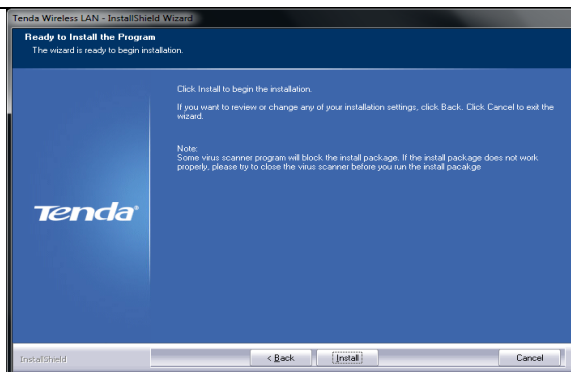 Tenda Wireless LAN - InstallShield Wizard
Ready to Install the Program
The wizard is ready to begin installation.
Click Install to begin the installation.
If you want to review or change any of your installation settings, click Back. Click Cancel to exit the
wizard.
Note:
Some virus scanner program will block the install package. If the install package does not work
properly, please try to close the virus scanner before you run the install pacakge
Tenda
InstallShield
< Back
Install
Cancel